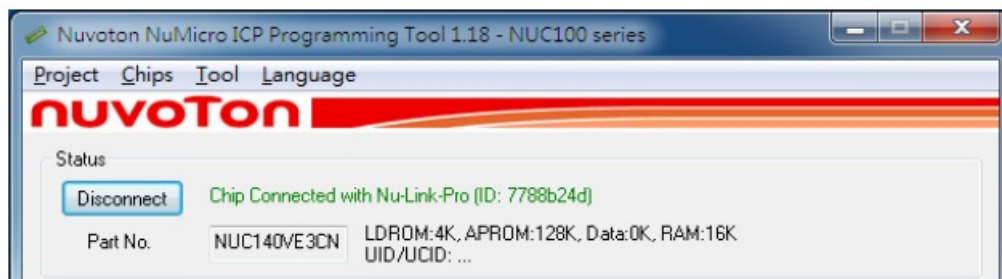 Nuvoton NuMicro ICP Programming Tool 1.18 - NUC100 series
Project Chips Tool Language
nuvoTon
Status
Disconnect Chip Connected with Nu-Link-Pro (ID: 7788b24d)
Part No. NUC140VE3CN LDROM:4K, APROM:128K, Data:0K, RAM:16K
UID/UCID: ...